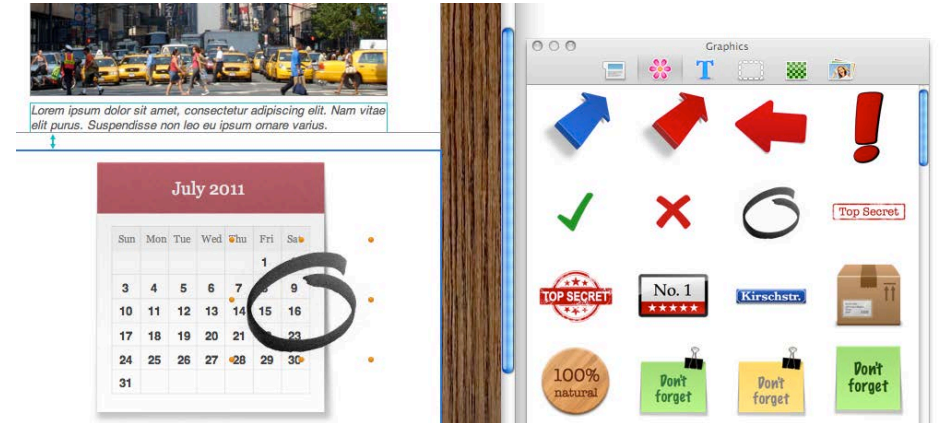 Lorem ipsum dolor sit amet, consectetur adipiscing elit. Nam vitae
elit purus. Suspendisse non leo eu ipsum ornare varius.
July 2011
Sun Mon Tue Wed Thu Fri Sat
1
3 4 5 6 7 8 9
10 11 12 13 14 15 16
17 18 19 20 21 23
24 25 26 27 28 29 30
31
Graphics
T
Top Secret
TOP SECRET
No. 1
Kirschstr.
100%
natural
Don't
forget
Don't
forget
Don't
forget